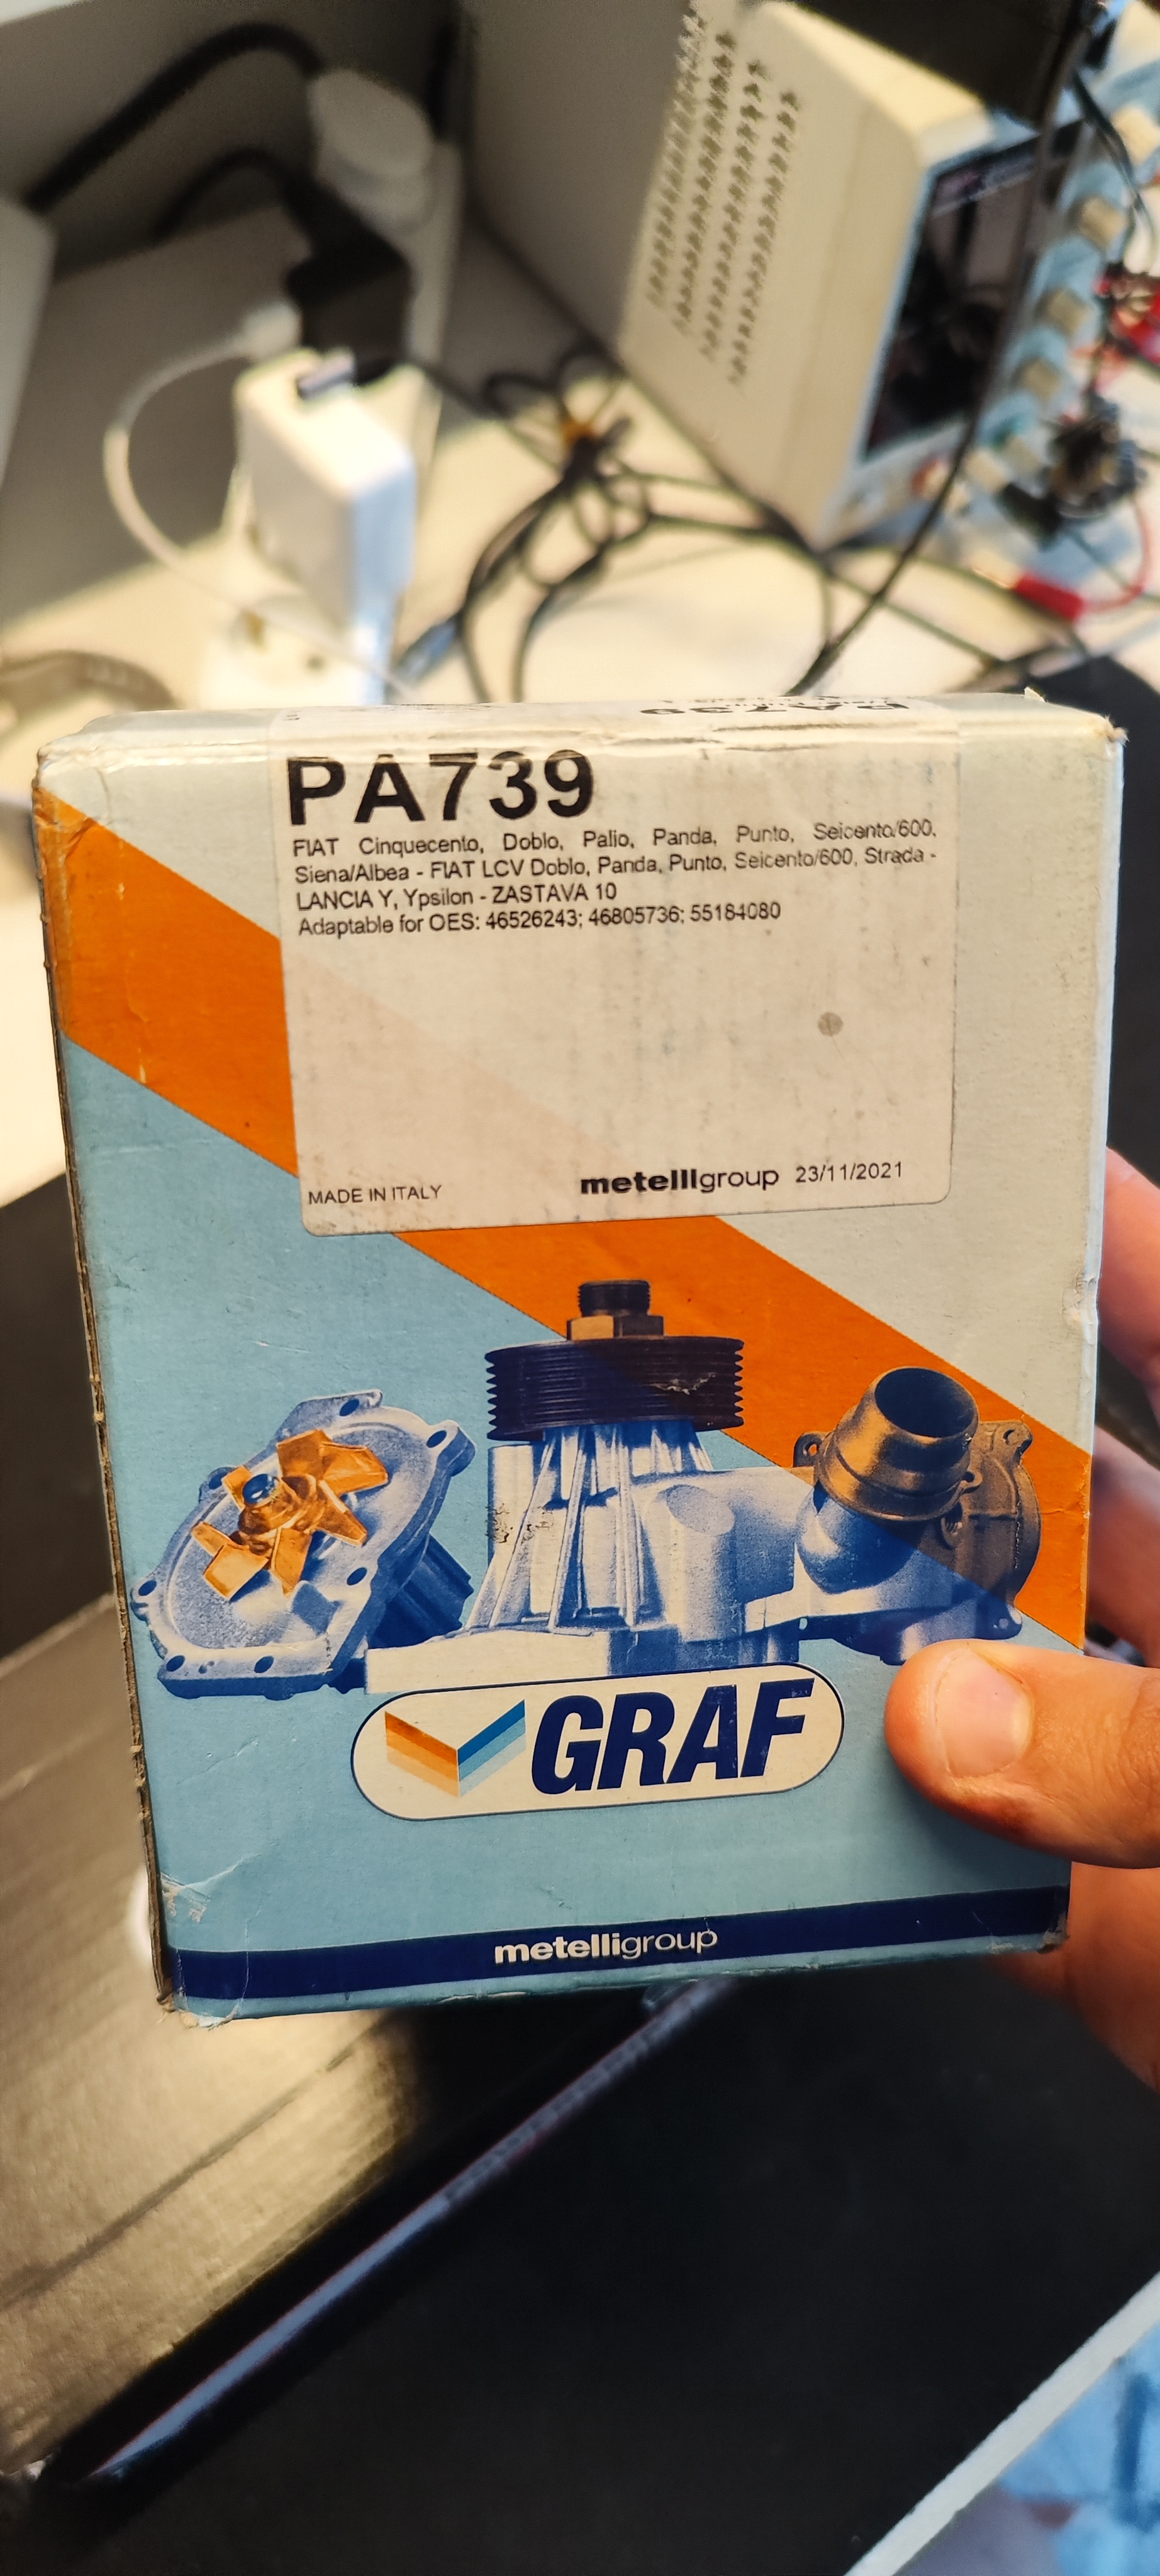 PA739
PA739
FIAT Cinquecento, Doblo, Palio, Panda, Punto, Seicento/600,
Siena/Albea - FIAT LCV Doblo, Panda, Punto, Seicento/600, Strada -
LANCIA Y, Ypsilon - ZASTAVA 10
Adaptable for OES: 46526243; 46805736; 55184080
MADE IN ITALY
metelligroup 23/11/2021
GRAF
metelligroup